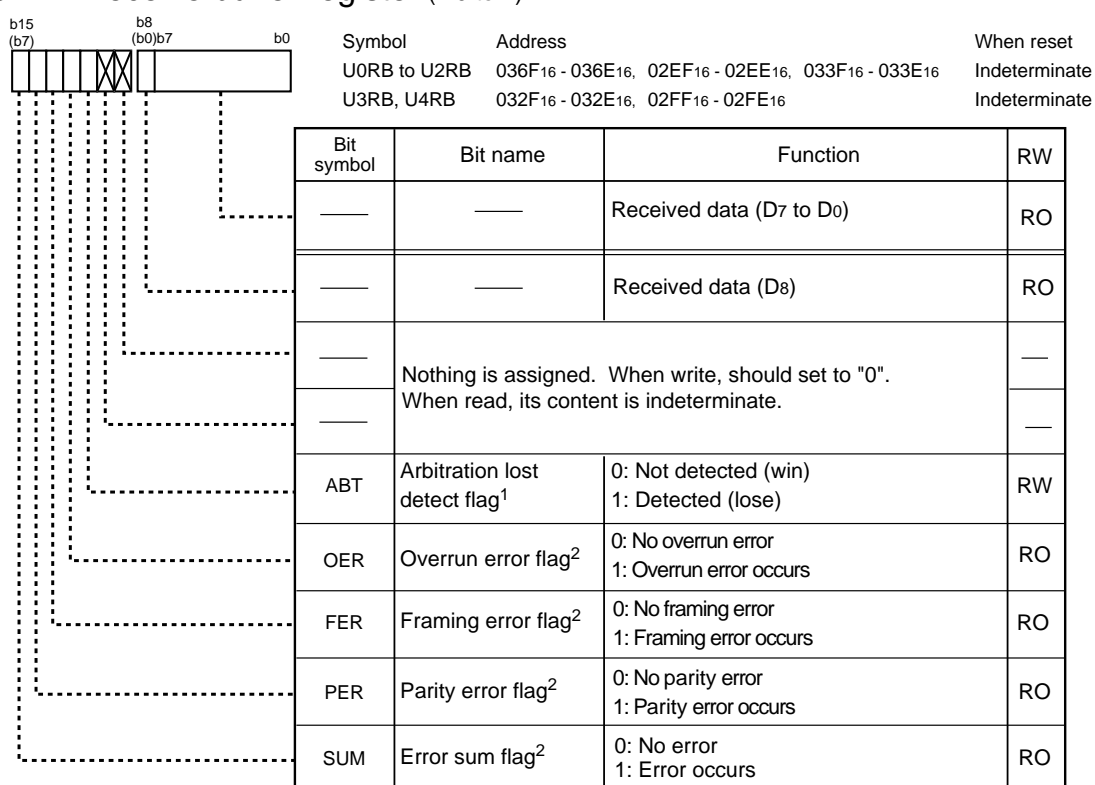 b15
(b7)
b8
(b0)b7
b0
Symbol Address When reset
U0RB to U2RB 036F16 - 036E16, 02EF16 - 02EE16, 033F16 - 033E16 Indeterminate
U3RB, U4RB 032F16 - 032E16, 02FF16 - 02FE16 Indeterminate
Bit symbol Bit name Function RW
Received data (D7 to D0) RO
Received data (D8) RO
Nothing is assigned. When write, should set to "0".
When read, its content is indeterminate.
ABT Arbitration lost detect flag1 0: Not detected (win) RW
1: Detected (lose)
OER Overrun error flag2 0: No overrun error RO
1: Overrun error occurs
FER Framing error flag2 0: No framing error RO
1: Framing error occurs
PER Parity error flag2 0: No parity error RO
1: Parity error occurs
SUM Error sum flag2 0: No error RO
1: Error occurs